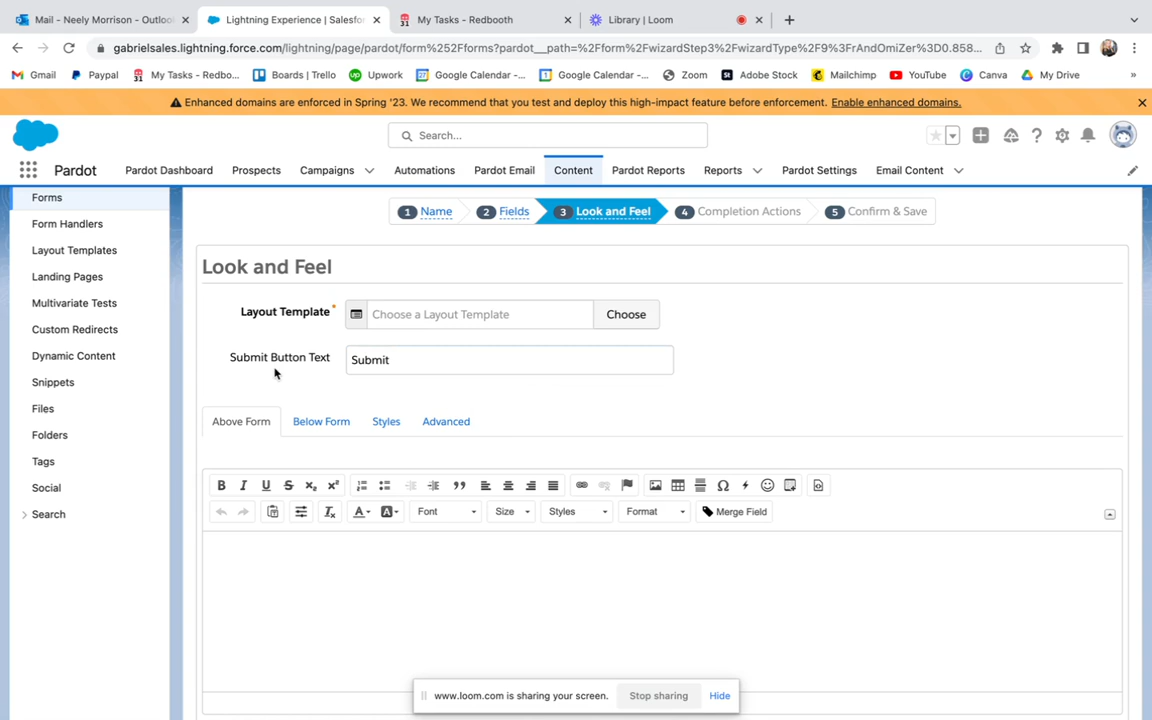 Mail - Neely Morrison - Outloo
Lightning Experience | Salesfo
My Tasks - Redbooth
Library | Loom
gabrielsales.lightning.force.com/lightning/page/pardot/form%252Fforms?pardot__path=%2Fform%2FwizardStep3%2FwizardType%2F9%3FrAndOmiZer%3D0.858...
Gmail
Paypal
My Tasks - Redbo...
Boards | Trello
Upwork
Google Calendar -...
Google Calendar -...
Zoom
Adobe Stock
Mailchimp
YouTube
Canva
My Drive
»
Enhanced domains are enforced in Spring '23. We recommend that you test and deploy this high-impact feature before enforcement. Enable enhanced domains.
Search...
Pardot
Pardot Dashboard
Prospects
Campaigns
Automations
Pardot Email
Content
Pardot Reports
Reports
Pardot Settings
Email Content
Forms
Form Handlers
Layout Templates
Landing Pages
Multivariate Tests
Custom Redirects
Dynamic Content
Snippets
Files
Folders
Tags
Social
Search
1 Name
2 Fields
3 Look and Feel
4 Completion Actions
5 Confirm & Save
Look and Feel
Layout Template *
Choose a Layout Template
Choose
Submit Button Text
Submit
Above Form
Below Form
Styles
Advanced
Font
Size
Styles
Format
Merge Field
www.loom.com is sharing your screen.
Stop sharing
Hide